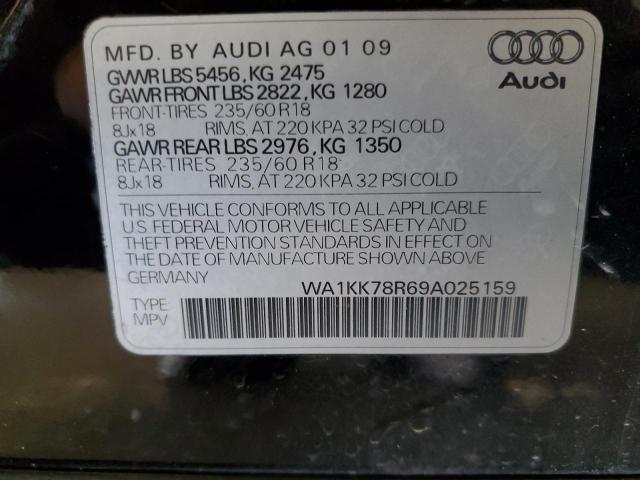 MFD. BY AUDI AG 01 09
GVWR LBS 5456, KG 2475
GAWR FRONT LBS 2822, KG 1280
FRONT-TIRES 235/60 R18
8Jx18 RIMS, AT 220 KPA 32 PSI COLD
GAWR REAR LBS 2976, KG 1350
REAR-TIRES 235/60 R18
8Jx18 RIMS, AT 220 KPA 32 PSI COLD
Audi
THIS VEHICLE CONFORMS TO ALL APPLICABLE
U.S FEDERAL MOTOR VEHICLE SAFETY AND
THEFT PREVENTION STANDARDS IN EFFECT ON
THE DATE OF MANUFACTURE SHOWN ABOVE
GERMANY WA1KK78R69A025159
TYPE
MPV